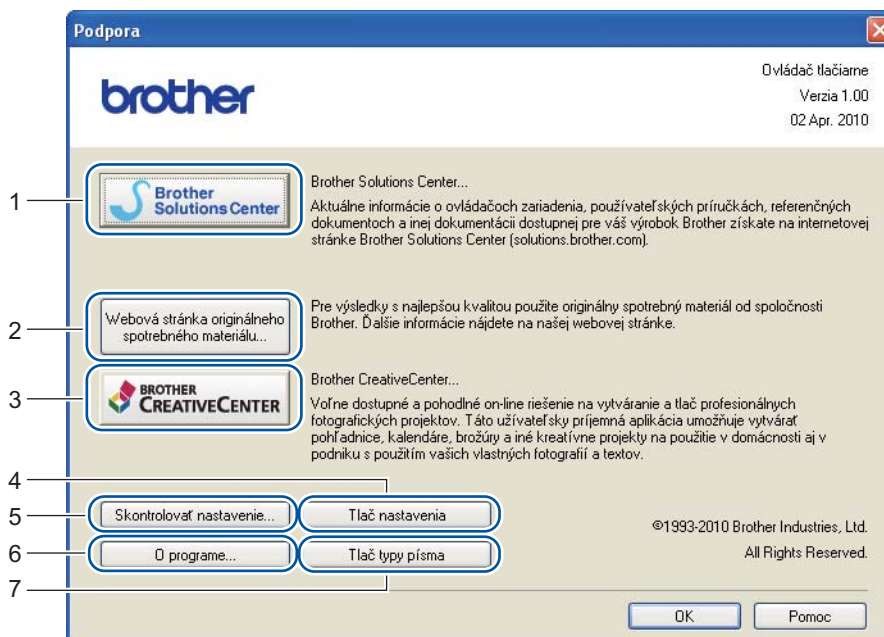 Podpora
brother
Ovládač tlačiarne
Verzia 1.00
02 Apr. 2010
1
Brother
Solutions Center
Brother Solutions Center...
Aktuálne informácie o ovládačoch zariadenia, používateľských príručkách, referenčných
dokumentoch a inej dokumentácii dostupnej pre váš výrobok Brother získate na internetovej
stránke Brother Solutions Center (solutions.brother.com).
2
Webová stránka originálneho
spotrebného materiálu...
Pre výsledky s najlepšou kvalitou použite originálny spotrebný materiál od spoločnosti
Brother. Ďalšie informácie nájdete na našej webovej stránke.
3
BROTHER
CREATIVECENTER
Brother CreativeCenter...
Voľne dostupné a pohodlné on-line riešenie na vytváranie a tlač profesionálnych
fotografických projektov. Táto užívateľsky príjemná aplikácia umožňuje vytvárať
pohľadnice, kalendáre, brožúry a iné kreatívne projekty na použitie v domácnosti aj v
podniku s použitím vašich vlastných fotografií a textov.
4
5
Skontrolovať nastavenie...
Tlač nastavenia
6
O programe...
Tlač typy písma
7
©1993-2010 Brother Industries, Ltd.
All Rights Reserved.
OK
Pomoc